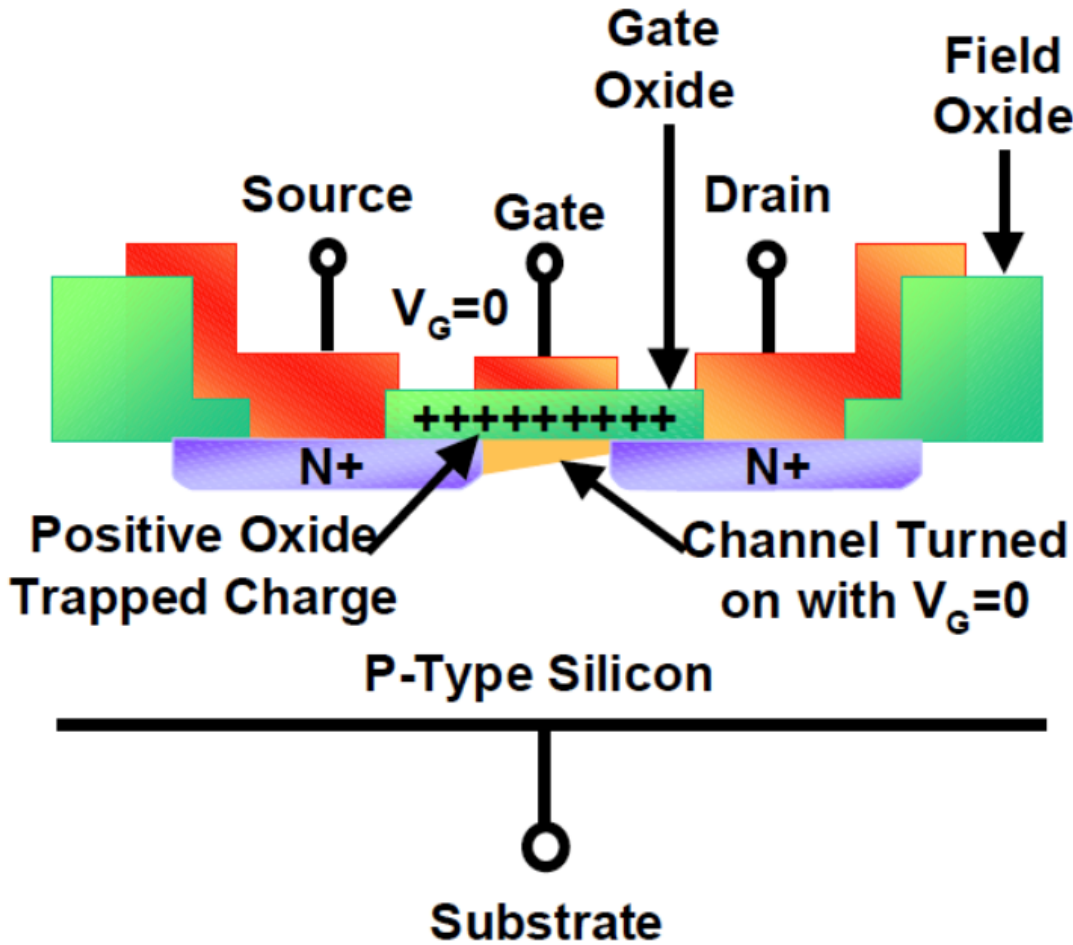 Gate
Oxide
Field
Oxide
Source
Gate
Drain
V_G=0
+++++++++
N+
N+
Positive Oxide
Trapped Charge
Channel Turned
on with V_G=0
P-Type Silicon
Substrate